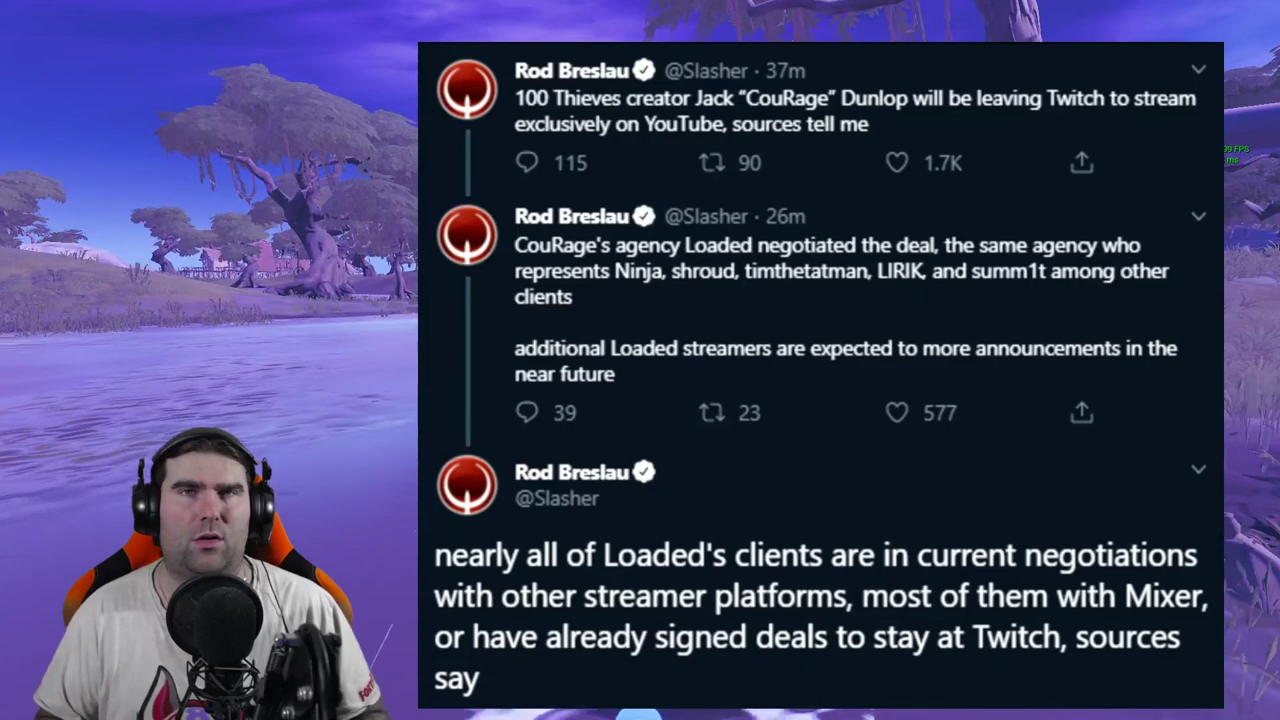 Rod Breslau @Slasher · 37m
100 Thieves creator Jack “CouRage” Dunlop will be leaving Twitch to stream
exclusively on YouTube, sources tell me
115 90 1.7K
Rod Breslau @Slasher · 26m
CouRage's agency Loaded negotiated the deal, the same agency who
represents Ninja, shroud, timthetatman, LIRIK, and summ1t among other
clients
additional Loaded streamers are expected to more announcements in the
near future
39 23 577
Rod Breslau
@Slasher
nearly all of Loaded's clients are in current negotiations
with other streamer platforms, most of them with Mixer,
or have already signed deals to stay at Twitch, sources
say
99 FPS
ms